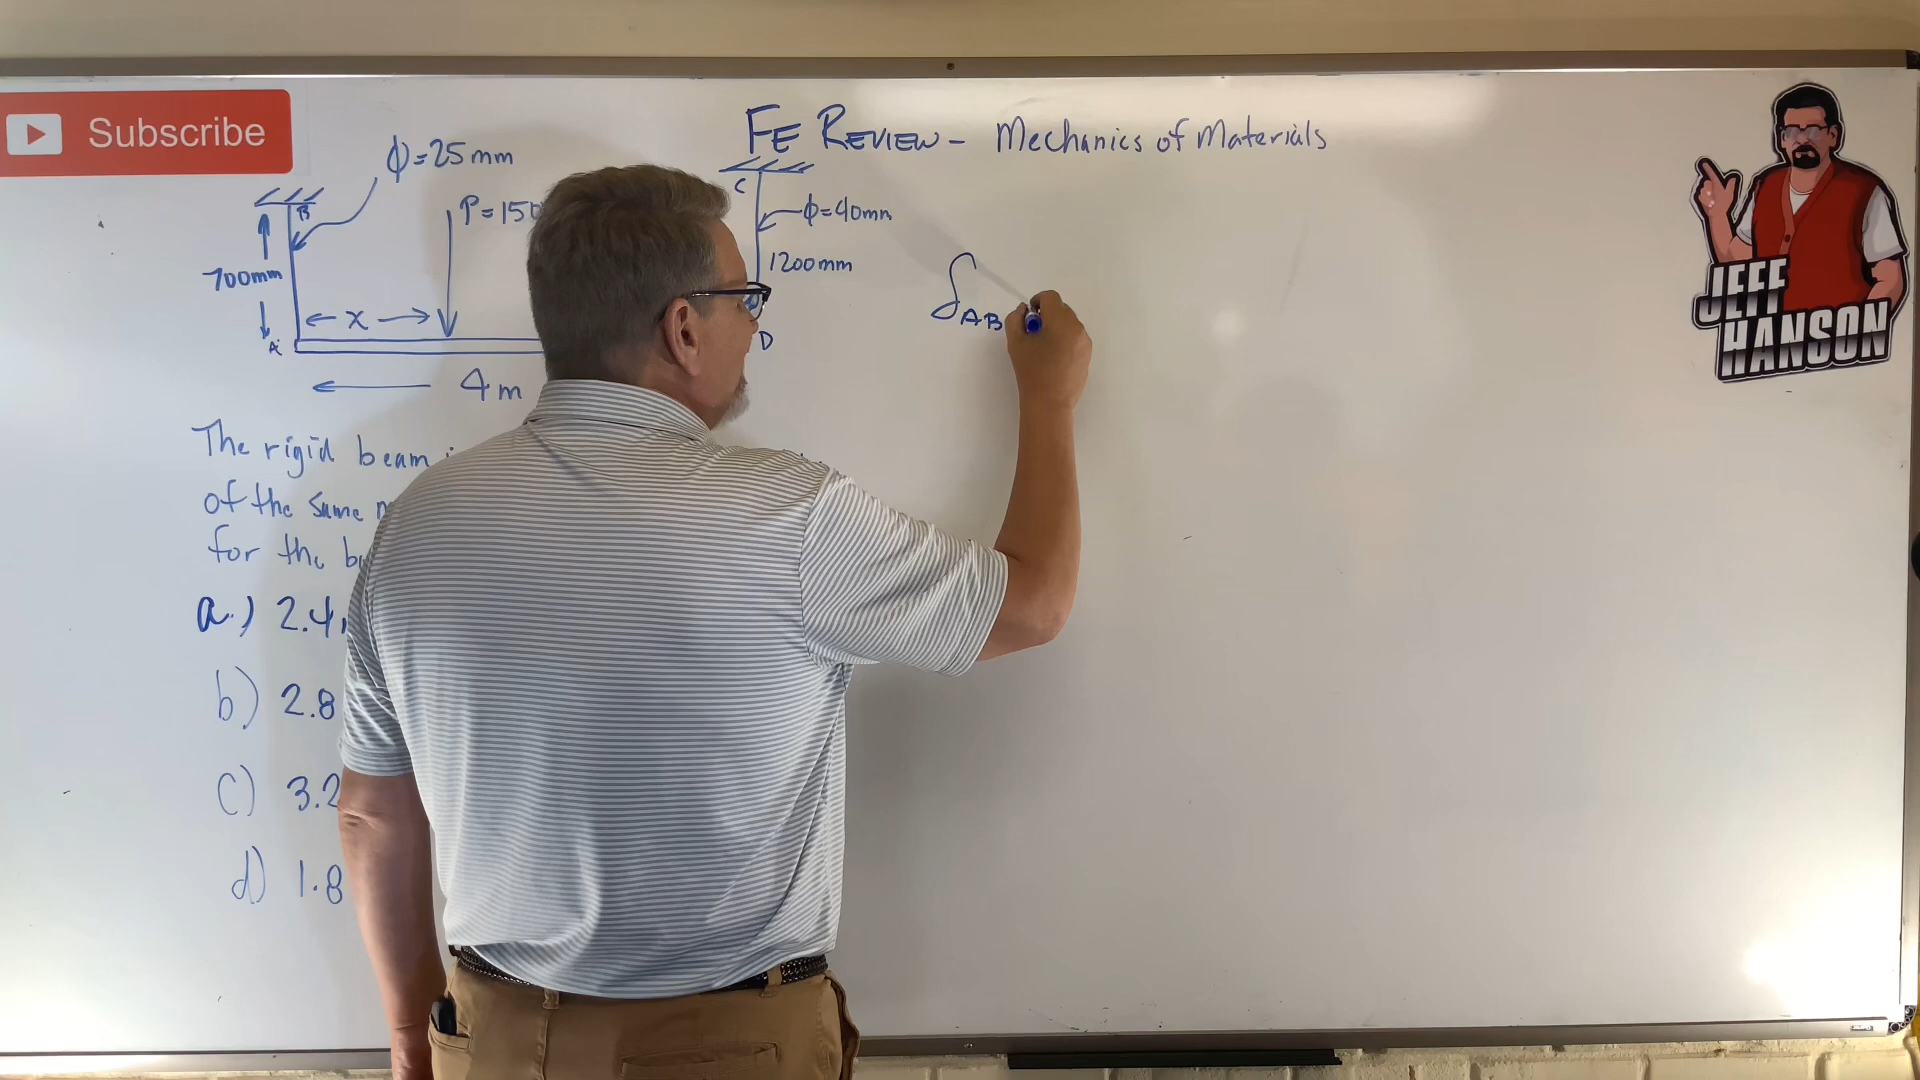 Subscribe
FE REVIEW - Mechanics of Materials
ϕ=25mm
B
C
P=150
ϕ=40mm
700mm
1200mm
x
δAB
A
D
4m
The rigid beam
of the same
for the
a.) 2.4
b) 2.8
c) 3.2
d) 1.8
JEFF
HANSON